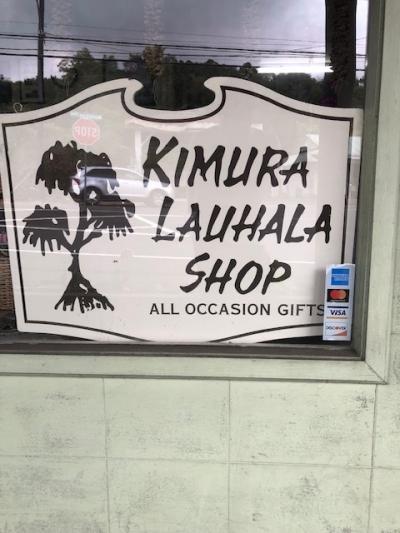 STOP
KIMURA
LAUHALA
SHOP
ALL OCCASION GIFTS
VISA
DISCOVER